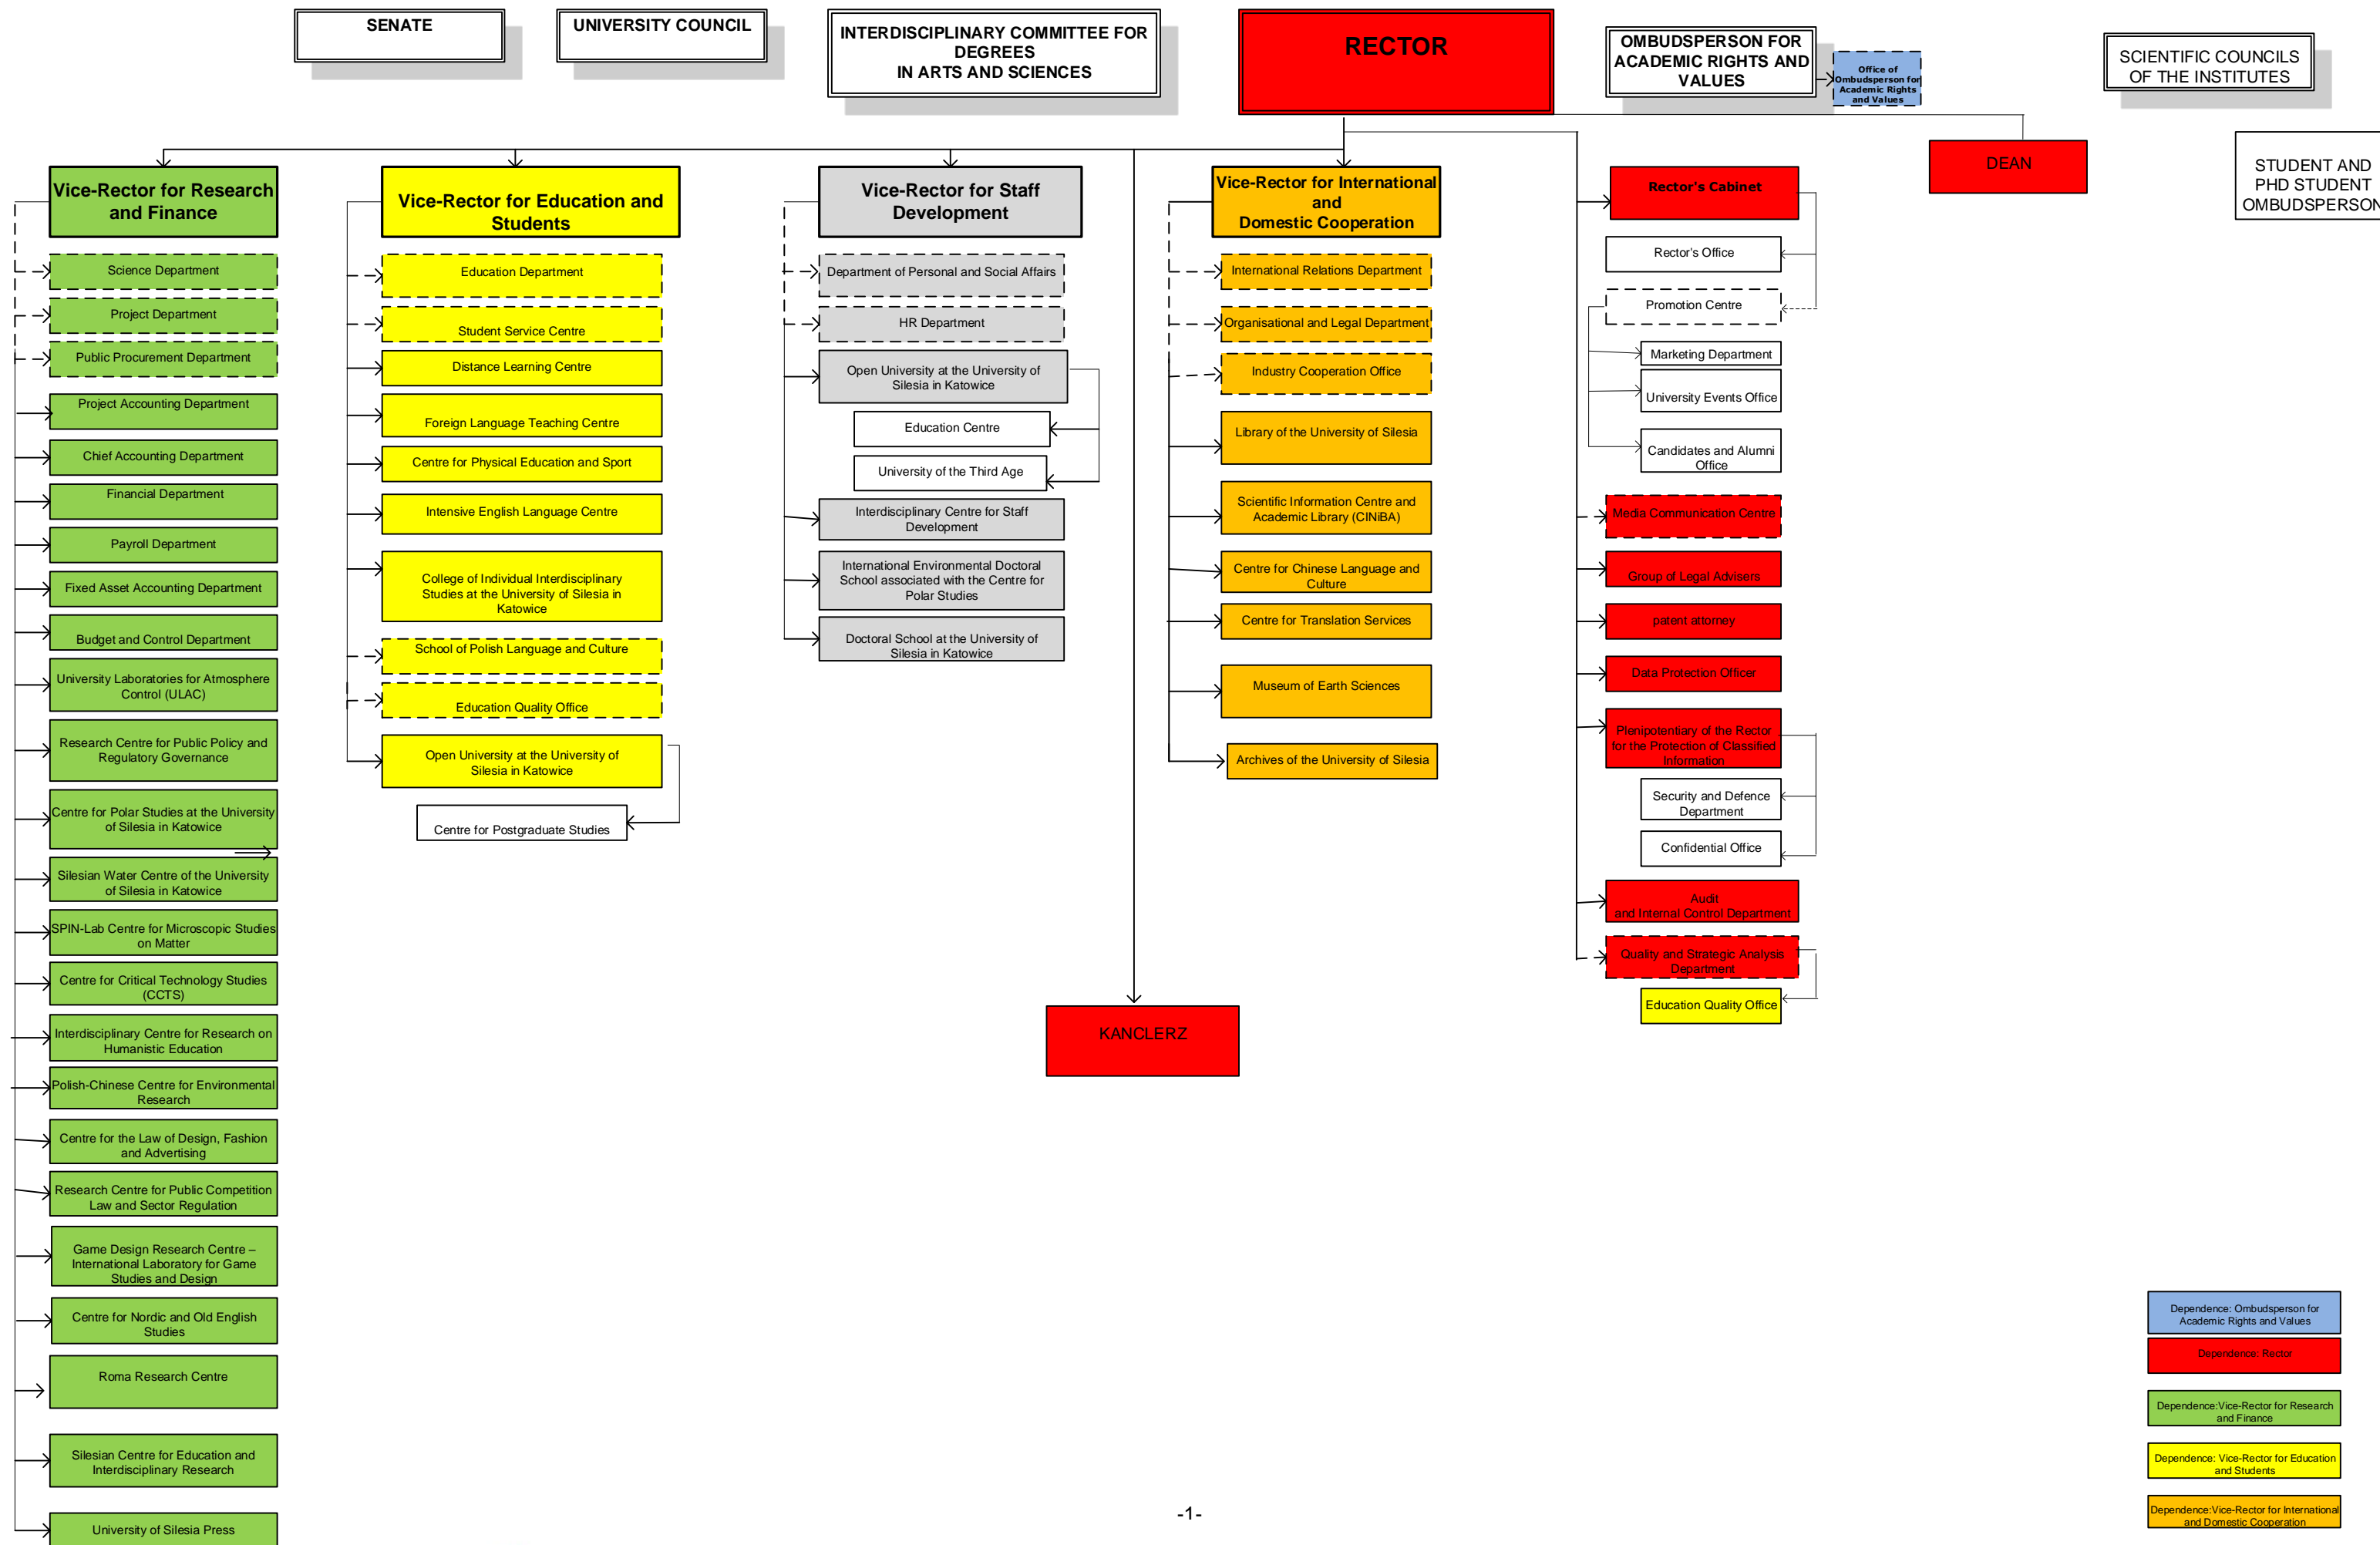 SENATE
UNIVERSITY COUNCIL
INTERDISCIPLINARY COMMITTEE FOR
DEGREES
IN ARTS AND SCIENCES
RECTOR
OMBUDSPERSON FOR
ACADEMIC RIGHTS AND
VALUES
Office of
Ombudsperson for
Academic Rights
and Values
SCIENTIFIC COUNCILS
OF THE INSTITUTES
DEAN
STUDENT AND
PHD STUDENT
OMBUDSPERSON
Vice-Rector for Research
and Finance
Science Department
Project Department
Public Procurement Department
Project Accounting Department
Chief Accounting Department
Financial Department
Payroll Department
Fixed Asset Accounting Department
Budget and Control Department
University Laboratories for Atmosphere
Control (ULAC)
Research Centre for Public Policy and
Regulatory Governance
Centre for Polar Studies at the University
of Silesia in Katowice
Silesian Water Centre of the University
of Silesia in Katowice
SPIN-Lab Centre for Microscopic Studies
on Matter
Centre for Critical Technology Studies
(CCTS)
Interdisciplinary Centre for Research on
Humanistic Education
Polish-Chinese Centre for Environmental
Research
Centre for the Law of Design, Fashion
and Advertising
Research Centre for Public Competition
Law and Sector Regulation
Game Design Research Centre –
International Laboratory for Game
Studies and Design
Centre for Nordic and Old English
Studies
Roma Research Centre
Silesian Centre for Education and
Interdisciplinary Research
University of Silesia Press
Vice-Rector for Education and
Students
Education Department
Student Service Centre
Distance Learning Centre
Foreign Language Teaching Centre
Centre for Physical Education and Sport
Intensive English Language Centre
College of Individual Interdisciplinary
Studies at the University of Silesia in
Katowice
School of Polish Language and Culture
Education Quality Office
Open University at the University of
Silesia in Katowice
Centre for Postgraduate Studies
Vice-Rector for Staff
Development
Department of Personal and Social Affairs
HR Department
Open University at the University of
Silesia in Katowice
Education Centre
University of the Third Age
Interdisciplinary Centre for Staff
Development
International Environmental Doctoral
School associated with the Centre for
Polar Studies
Doctoral School at the University of
Silesia in Katowice
Vice-Rector for International
and
Domestic Cooperation
International Relations Department
Organisational and Legal Department
Industry Cooperation Office
Library of the University of Silesia
Scientific Information Centre and
Academic Library (CINiBA)
Centre for Chinese Language and
Culture
Centre for Translation Services
Museum of Earth Sciences
Archives of the University of Silesia
KANCLERZ
Rector's Cabinet
Rector's Office
Promotion Centre
Marketing Department
University Events Office
Candidates and Alumni
Office
Media Communication Centre
Group of Legal Advisers
patent attorney
Data Protection Officer
Plenipotentiary of the Rector
for the Protection of Classified
Information
Security and Defence
Department
Confidential Office
Audit
and Internal Control Department
Quality and Strategic Analysis
Department
Education Quality Office
Dependence: Ombudsperson for
Academic Rights and Values
Dependence: Rector
Dependence:Vice-Rector for Research
and Finance
Dependence: Vice-Rector for Education
and Students
Dependence:Vice-Rector for International
and Domestic Cooperation
-1-